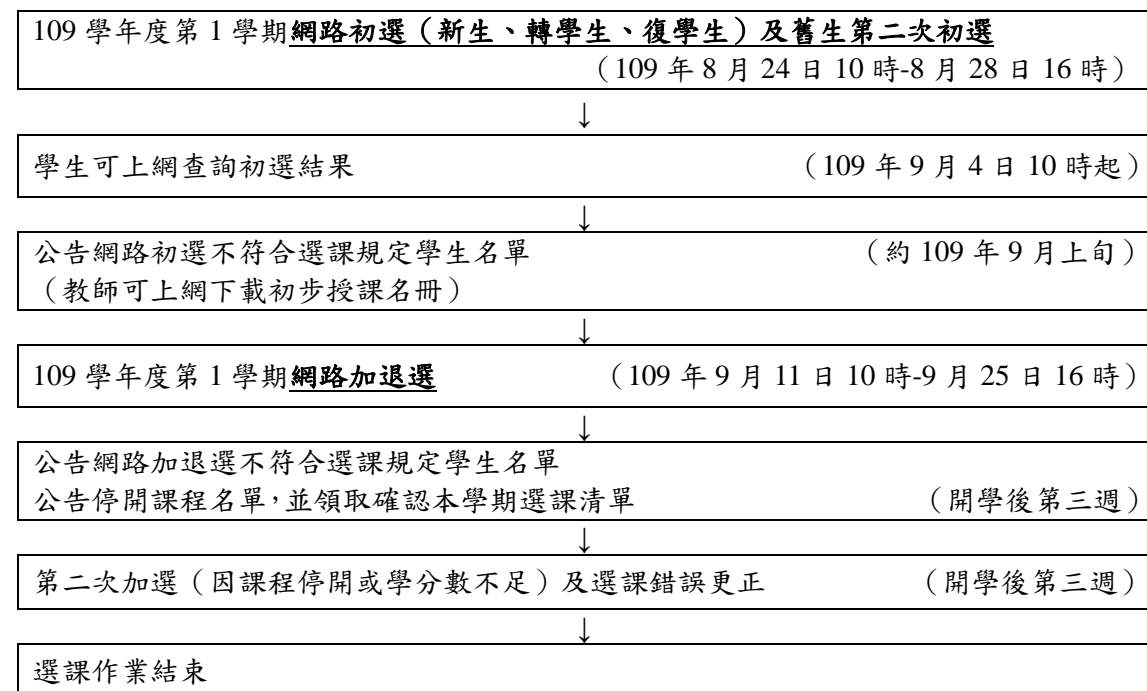 109 學年度第 1 學期網路初選（新生、轉學生、復學生）及舊生第二次初選
（109 年 8 月 24 日 10 時-8 月 28 日 16 時）
↓
學生可上網查詢初選結果 （109 年 9 月 4 日 10 時起）
↓
公告網路初選不符合選課規定學生名單 （約 109 年 9 月上旬）
（教師可上網下載初步授課名冊）
↓
109 學年度第 1 學期網路加退選 （109 年 9 月 11 日 10 時-9 月 25 日 16 時）
↓
公告網路加退選不符合選課規定學生名單
公告停開課程名單，並領取確認本學期選課清單 （開學後第三週）
↓
第二次加選（因課程停開或學分數不足）及選課錯誤更正 （開學後第三週）
↓
選課作業結束